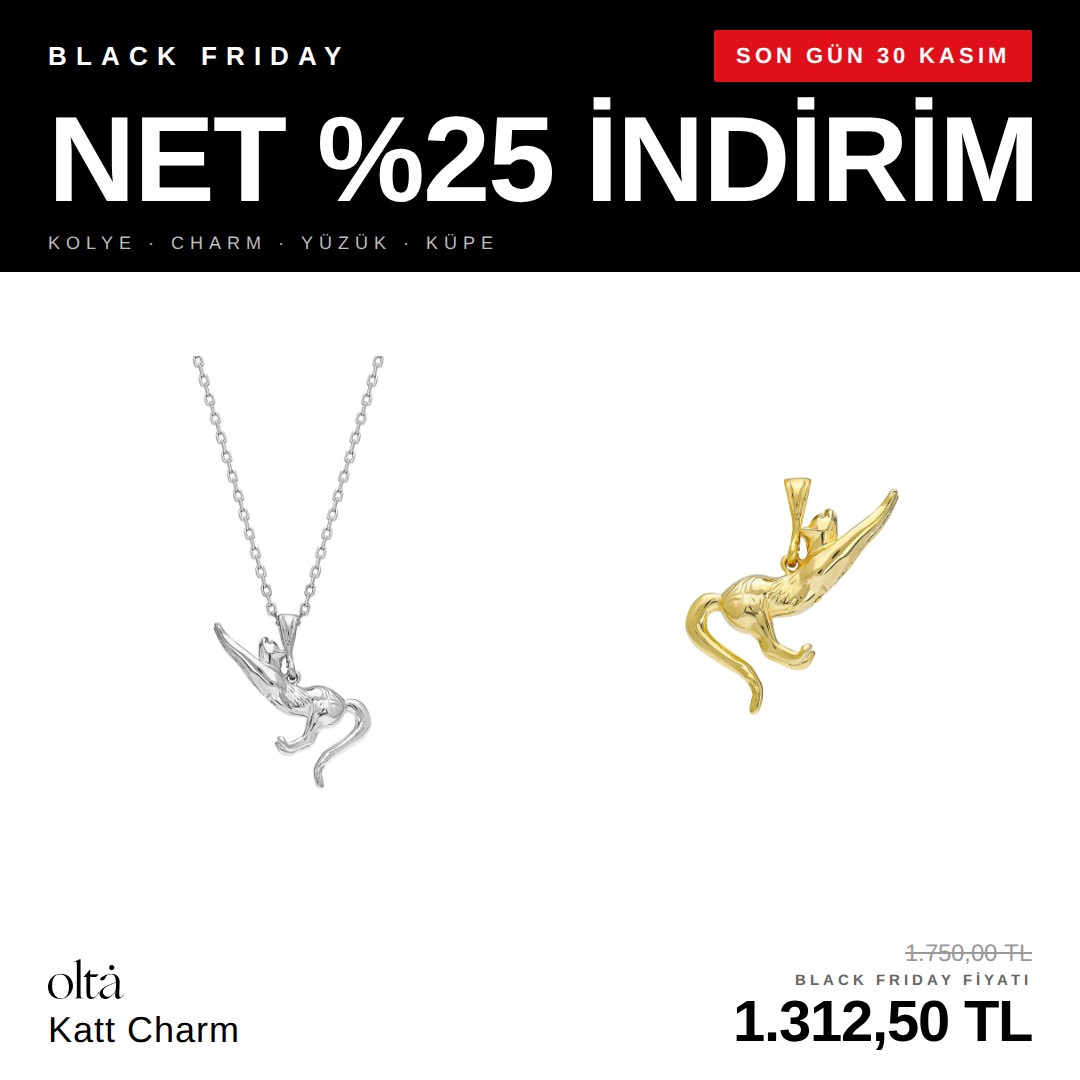 BLACK FRIDAY
SON GÜN 30 KASIM
NET %25 İNDİRİM
KOLYE · CHARM · YÜZÜK · KÜPE
olta
Katt Charm
1.750,00 TL
BLACK FRIDAY FİYATI
1.312,50 TL